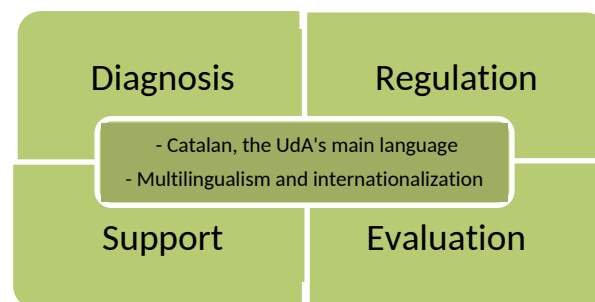 Diagnosis
Regulation
- Catalan, the UdA's main language
- Multilingualism and internationalization
Support
Evaluation